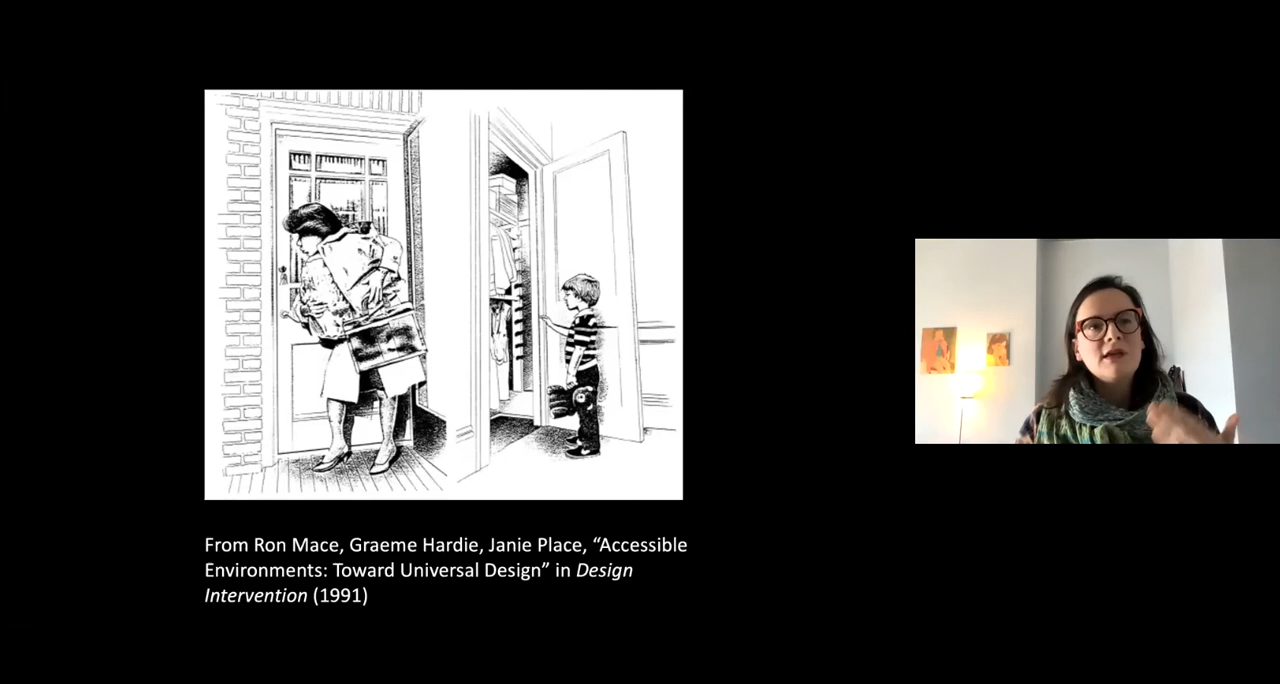 From Ron Mace, Graeme Hardie, Janie Place, “Accessible
Environments: Toward Universal Design” in Design
Intervention (1991)